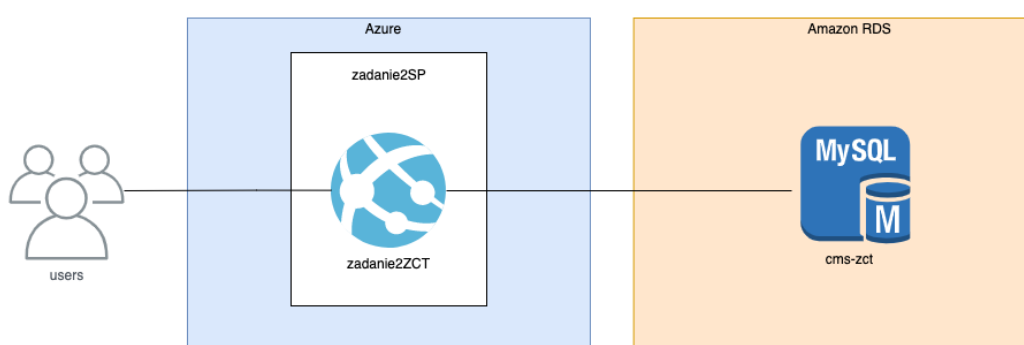 Azure
Amazon RDS
zadanie2SP
MySQL
M
zadanie2ZCT
cms-zct
users